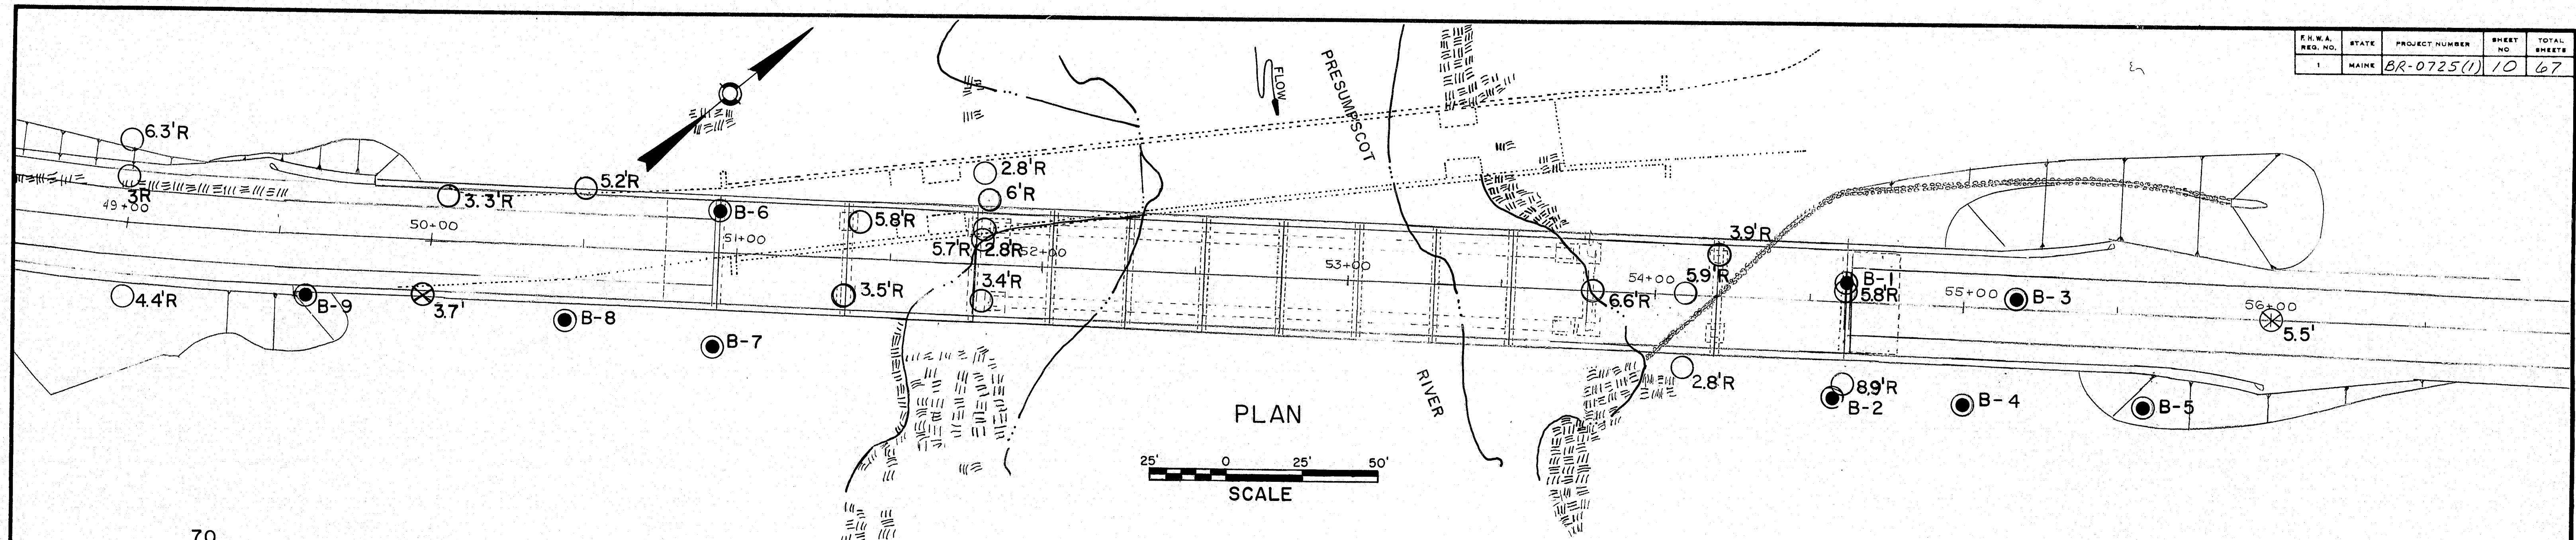 F.H.W.A. REG. NO. STATE PROJECT NUMBER SHEET NO TOTAL SHEETS
1 MAINE BR-0725(1) 10 67
FLOW
PRESUMPSCOT
6.3'R
3R
49+00
3.3'R
50+00
5.2'R
B-6
51+00
5.8'R
2.8'R
6'R
5.7'R
2.8'R
52+00
53+00
3.9'R
54+00
5.9'R
6.6'R
B-1
5.8'R
55+00
B-3
56+00
5.5'
4.4'R
B-9
3.7'
B-8
B-7
3.5'R
3.4'R
RIVER
2.8'R
8.9'R
B-2
B-4
B-5
PLAN
25' 0 25' 50'
SCALE
70